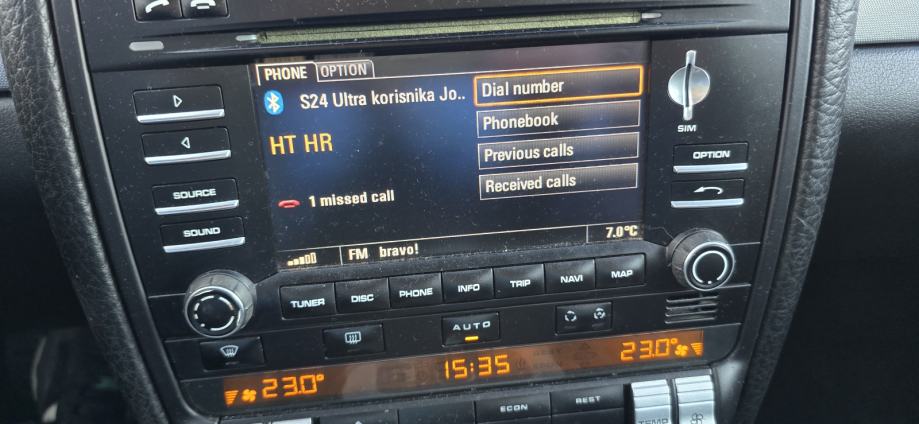 PHONE OPTION
S24 Ultra korisnika Jo..
HT HR
1 missed call
Dial number
Phonebook
Previous calls
Received calls
7.0°C
FM bravo!
SOURCE
SOUND
SIM
OPTION
TUNER DISC PHONE INFO TRIP NAVI MAP
AUTO
23.0° 15:35 23.0°
ECON REST
TEMP